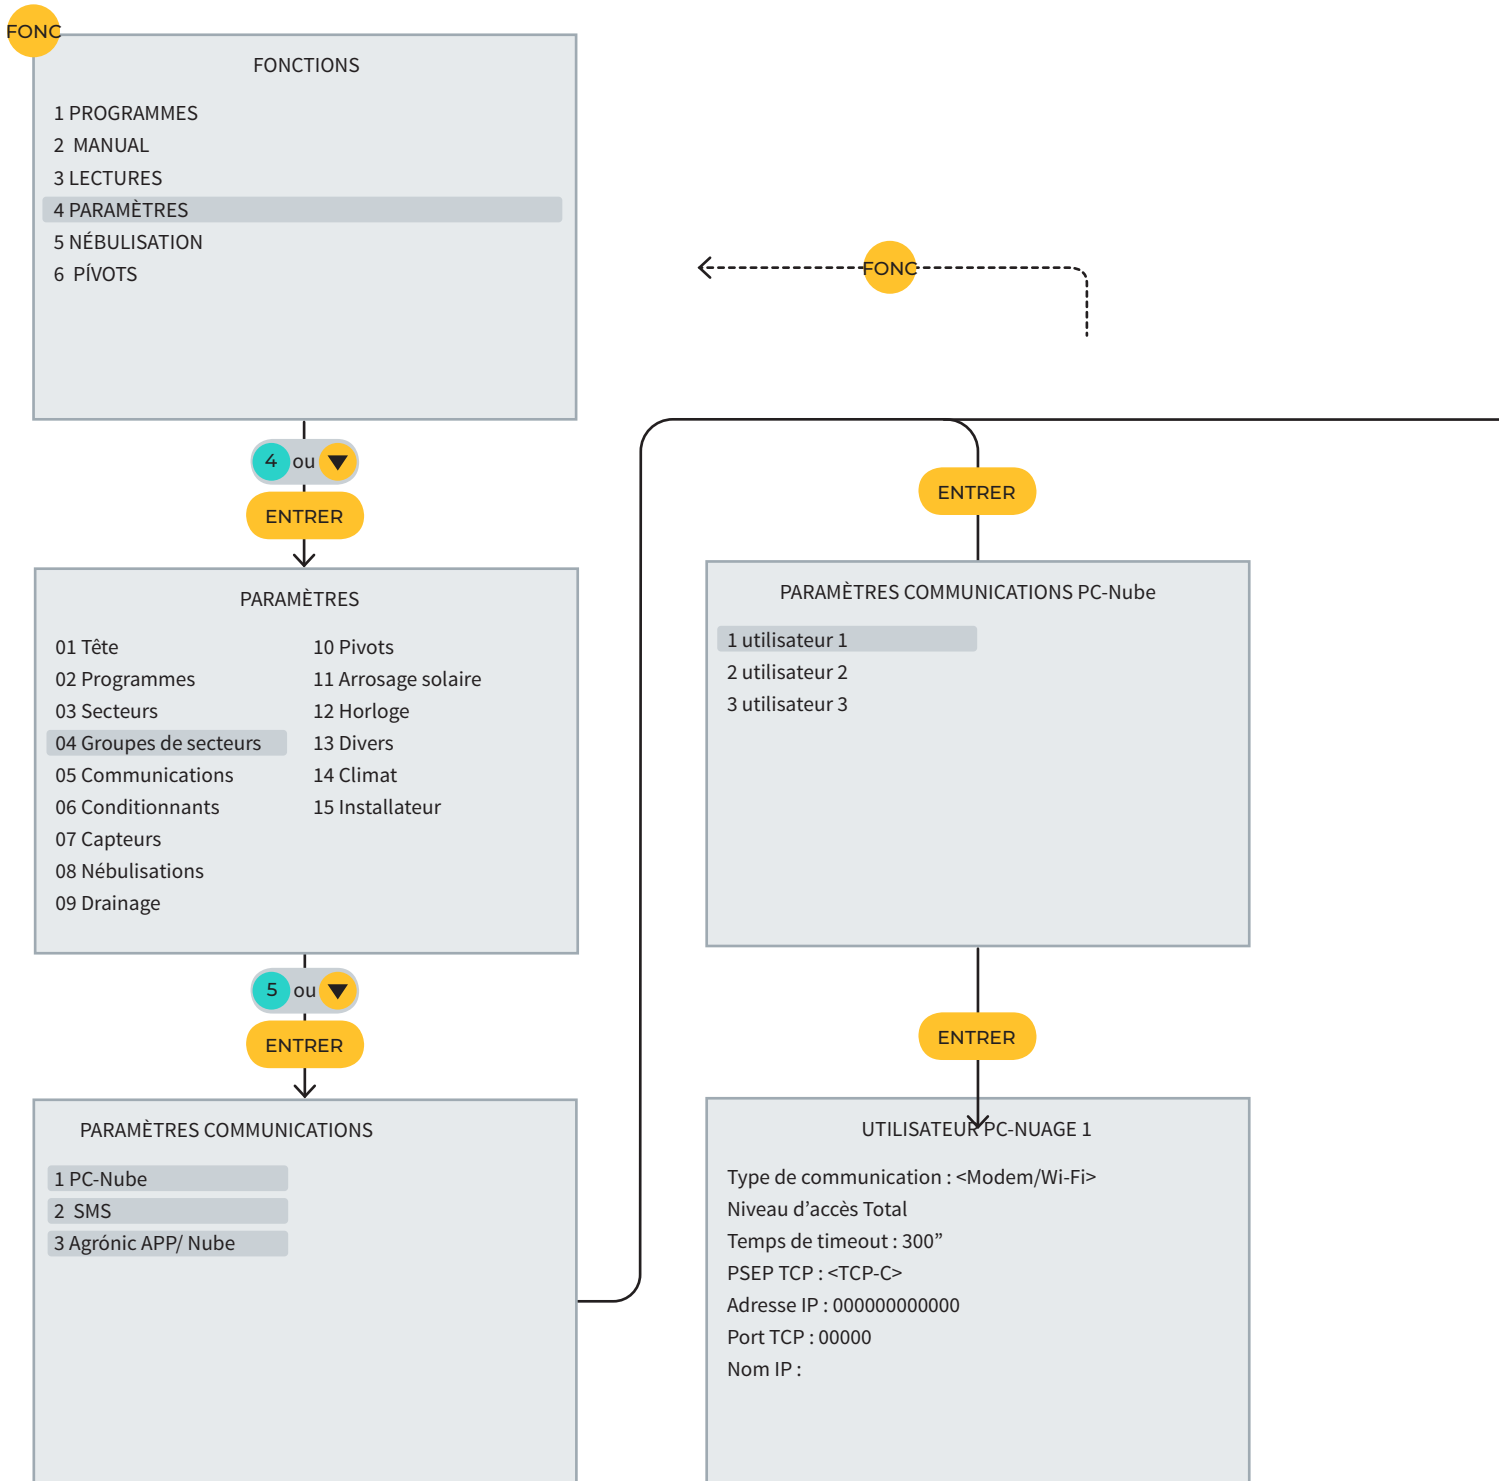 FONC
FONCTIONS
1 PROGRAMMES
2 MANUAL
3 LECTURES
4 PARAMÈTRES
5 NÉBULISATION
6 PÍVOTS
4 ou
ENTRER
PARAMÈTRES
01 Tête
02 Programmes
03 Secteurs
04 Groupes de secteurs
05 Communications
06 Conditionnants
07 Capteurs
08 Nébulisations
09 Drainage
10 Pivots
11 Arrosage solaire
12 Horloge
13 Divers
14 Climat
15 Installateur
5 ou
ENTRER
PARAMÈTRES COMMUNICATIONS
1 PC-Nube
2 SMS
3 Agrónic APP/ Nube
FONC
ENTRER
PARAMÈTRES COMMUNICATIONS PC-Nube
1 utilisateur 1
2 utilisateur 2
3 utilisateur 3
ENTRER
UTILISATEUR PC-NUAGE 1
Type de communication : <Modem/Wi-Fi>
Niveau d’accès Total
Temps de timeout : 300”
PSEP TCP : <TCP-C>
Adresse IP : 000000000000
Port TCP : 00000
Nom IP :